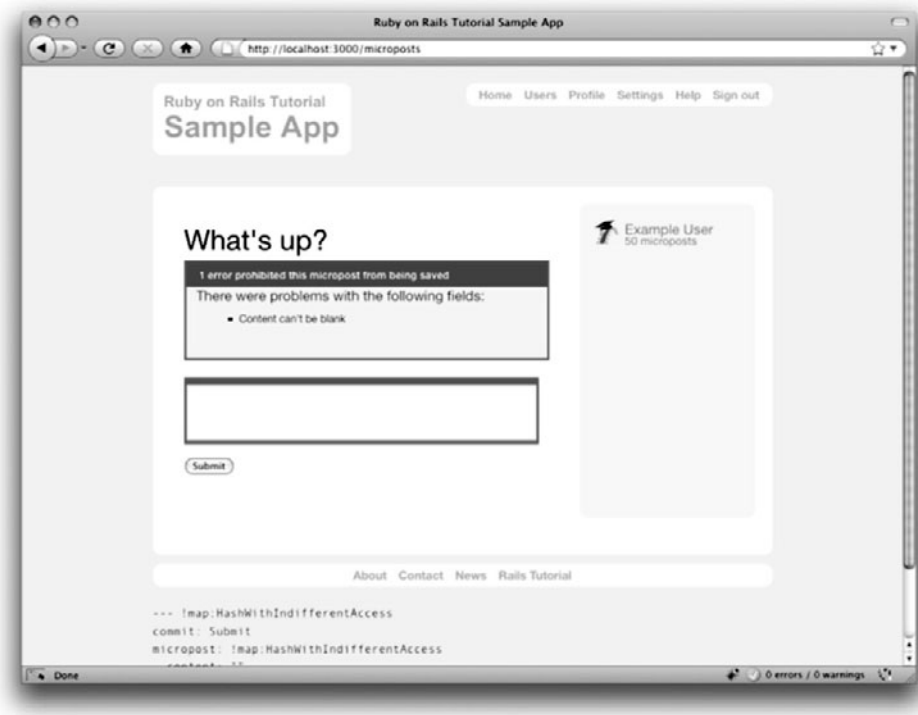 Ruby on Rails Tutorial Sample App
http://localhost:3000/microposts
Ruby on Rails Tutorial
Sample App
Home Users Profile Settings Help Sign out
What's up?
1 error prohibited this micropost from being saved
There were problems with the following fields:
Content can't be blank
Submit
Example User
50 microposts
About Contact News Rails Tutorial
--- !map:HashWithIndifferentAccess
commit: Submit
micropost: !map:HashWithIndifferentAccess
Done
0 errors / 0 warnings